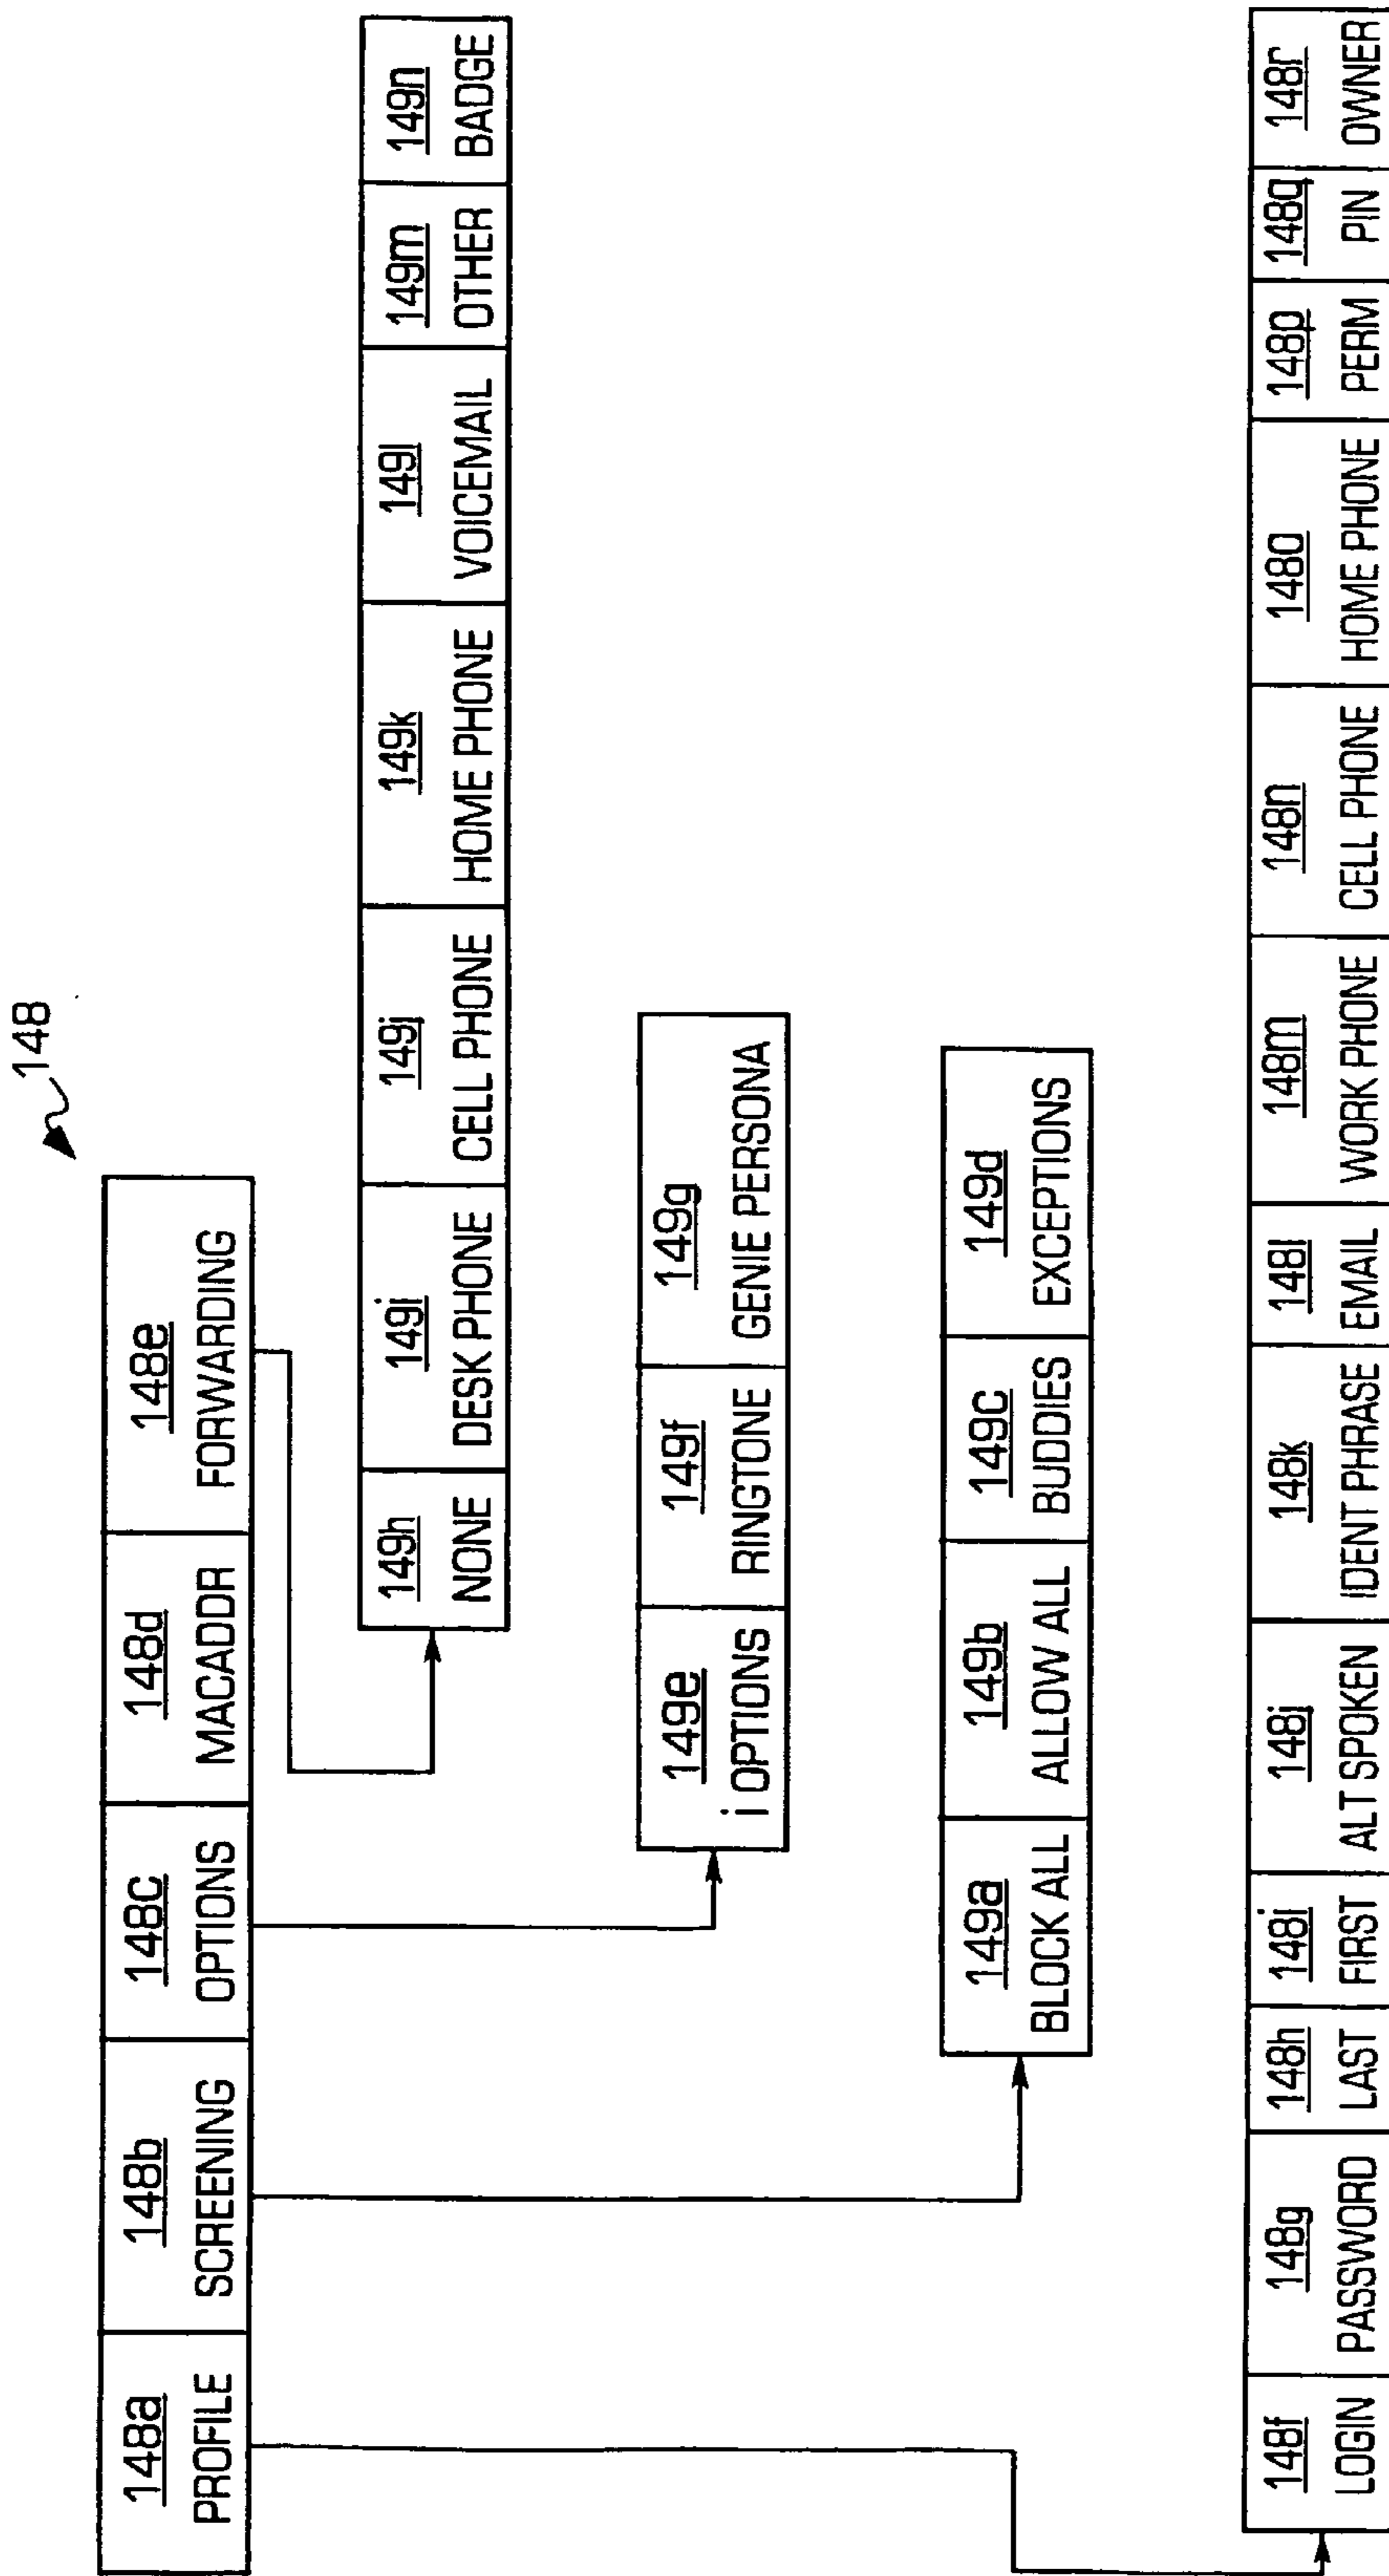 148
148a
PROFILE
148b
SCREENING
148c
OPTIONS
148d
MACADDR
148e
FORWARDING
149h
NONE
149i
DESK PHONE
149j
CELL PHONE
149k
HOME PHONE
149l
VOICEMAIL
149m
OTHER
149n
BADGE
149e
i OPTIONS
149f
RINGTONE
149g
GENIE PERSONA
149a
BLOCK ALL
149b
ALLOW ALL
149c
BUDDIES
149d
EXCEPTIONS
148f
LOGIN
148g
PASSWORD
148h
LAST
148i
FIRST
148j
ALT SPOKEN
148k
IDENT PHRASE
148l
EMAIL
148m
WORK PHONE
148n
CELL PHONE
148o
HOME PHONE
148p
PERM
148q
PIN
148r
OWNER